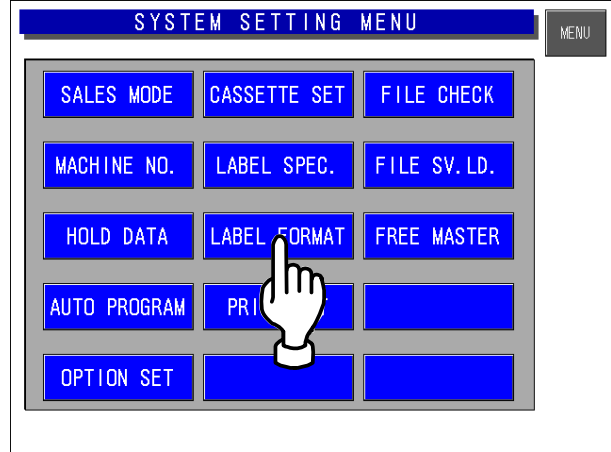 SYSTEM SETTING MENU
MENU
SALES MODE CASSETTE SET FILE CHECK
MACHINE NO. LABEL SPEC. FILE SV.LD.
HOLD DATA LABEL FORMAT FREE MASTER
AUTO PROGRAM
OPTION SET